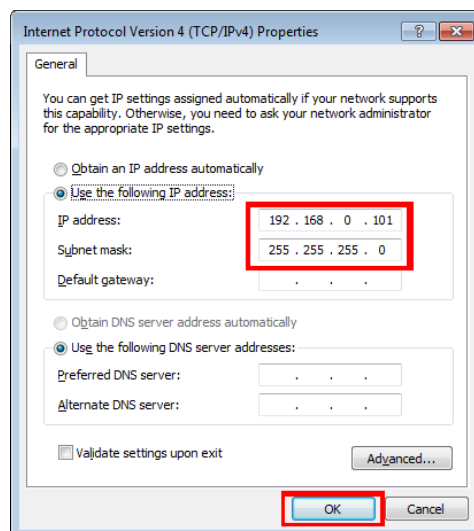 Internet Protocol Version 4 (TCP/IPv4) Properties
General
You can get IP settings assigned automatically if your network supports
this capability. Otherwise, you need to ask your network administrator
for the appropriate IP settings.
Obtain an IP address automatically
Use the following IP address:
IP address: 192 . 168 . 0 . 101
Subnet mask: 255 . 255 . 255 . 0
Default gateway: . . .
Obtain DNS server address automatically
Use the following DNS server addresses:
Preferred DNS server: . . .
Alternate DNS server: . . .
Validate settings upon exit
Advanced...
OK Cancel